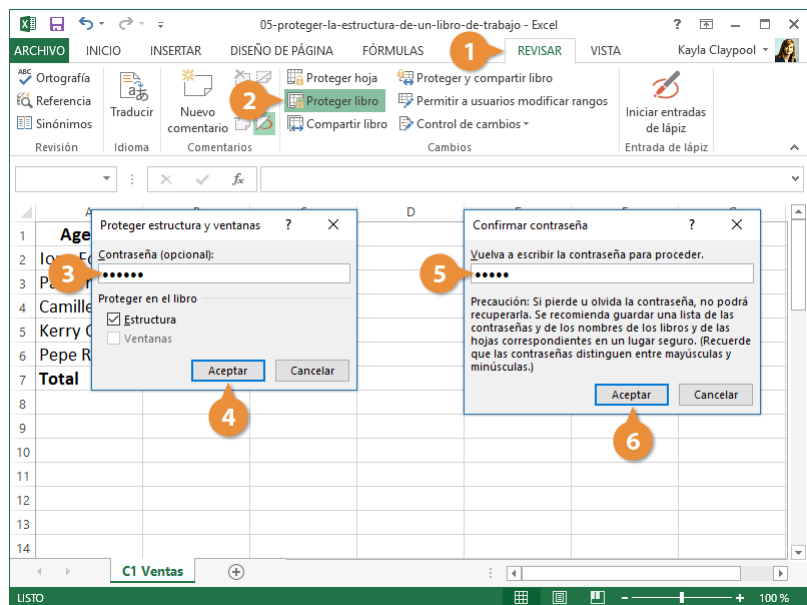 05-proteger-la-estructura-de-un-libro-de-trabajo - Excel
ARCHIVO INICIO INSERTAR DISEÑO DE PÁGINA FÓRMULAS 1 REVISAR VISTA Kayla Claypool
ABC Ortografía
Referencia
Sinónimos
Revisión
Traducir
Idioma
Nuevo
comentario
Comentarios
2
Proteger hoja
Proteger libro
Compartir libro
Proteger y compartir libro
Permitir a usuarios modificar rangos
Control de cambios
Cambios
Iniciar entradas
de lápiz
Entrada de lápiz
fx
D
1 Age
2
3
4 Camille
5 Kerry
6 Pepe R
7 Total
8
9
10
11
12
13
14
Proteger estructura y ventanas ? X
Contraseña (opcional):
3 ••••••
Proteger en el libro
Estructura
Ventanas
Aceptar Cancelar
4
Confirmar contraseña ? X
Vuelva a escribir la contraseña para proceder.
5 •••••
Precaución: Si pierde u olvida la contraseña, no podrá
recuperarla. Se recomienda guardar una lista de las
contraseñas y de los nombres de los libros y de las
hojas correspondientes en un lugar seguro. (Recuerde
que las contraseñas distinguen entre mayúsculas y
minúsculas.)
Aceptar Cancelar
6
C1 Ventas
LISTO 100 %